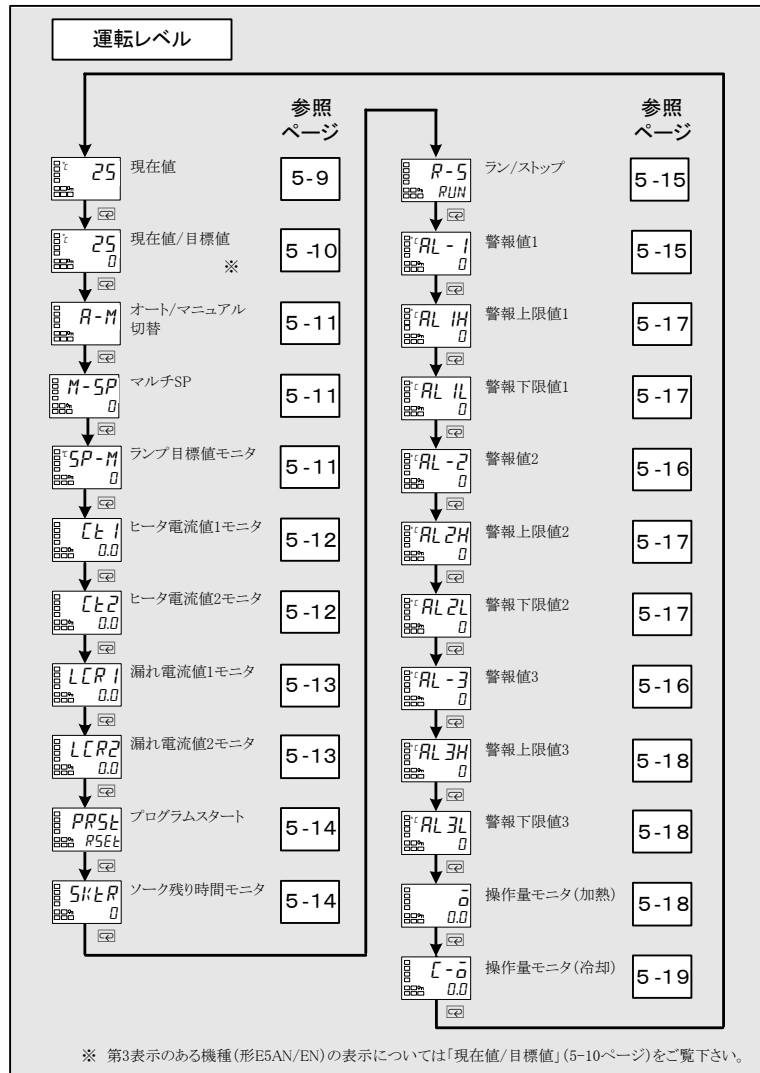 運転レベル
参照
ページ
25
現在値
5-9
25
0
現在値/目標値
※
5-10
A-M
オート/マニュアル
切替
5-11
M-SP
0
マルチSP
5-11
SP-M
0
ランプ目標値モニタ
5-11
Ct1
0.0
ヒータ電流値1モニタ
5-12
Ct2
0.0
ヒータ電流値2モニタ
5-12
LCR1
0.0
漏れ電流値1モニタ
5-13
LCR2
0.0
漏れ電流値2モニタ
5-13
PRSt
RSEt
プログラムスタート
5-14
SKtR
0
ソーク残り時間モニタ
5-14
参照
ページ
R-S
RUN
ラン/ストップ
5-15
℃AL-1
0
警報値1
5-15
℃AL1H
0
警報上限値1
5-17
℃AL1L
0
警報下限値1
5-17
℃AL-2
0
警報値2
5-16
℃AL2H
0
警報上限値2
5-17
℃AL2L
0
警報下限値2
5-17
℃AL-3
0
警報値3
5-16
℃AL3H
0
警報上限値3
5-18
℃AL3L
0
警報下限値3
5-18
o
0.0
操作量モニタ(加熱)
5-18
C-o
0.0
操作量モニタ(冷却)
5-19
※ 第3表示のある機種(形E5AN/EN)の表示については「現在値/目標値」(5-10ページ)をご覧下さい。